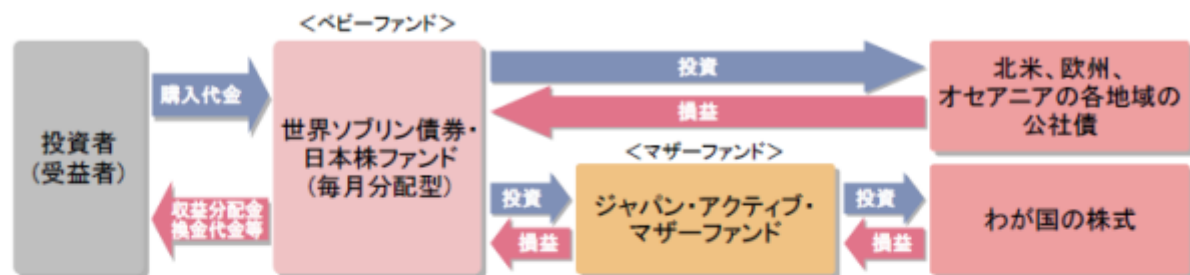 <ベビーファンド>
投資者
(受益者)
購入代金
収益分配金
換金代金等
世界ソブリン債券・
日本株ファンド
(毎月分配型)
投資
損益
北米、欧州、
オセアニアの各地域の
公社債
<マザーファンド>
投資
損益
ジャパン・アクティブ・
マザーファンド
投資
損益
わが国の株式